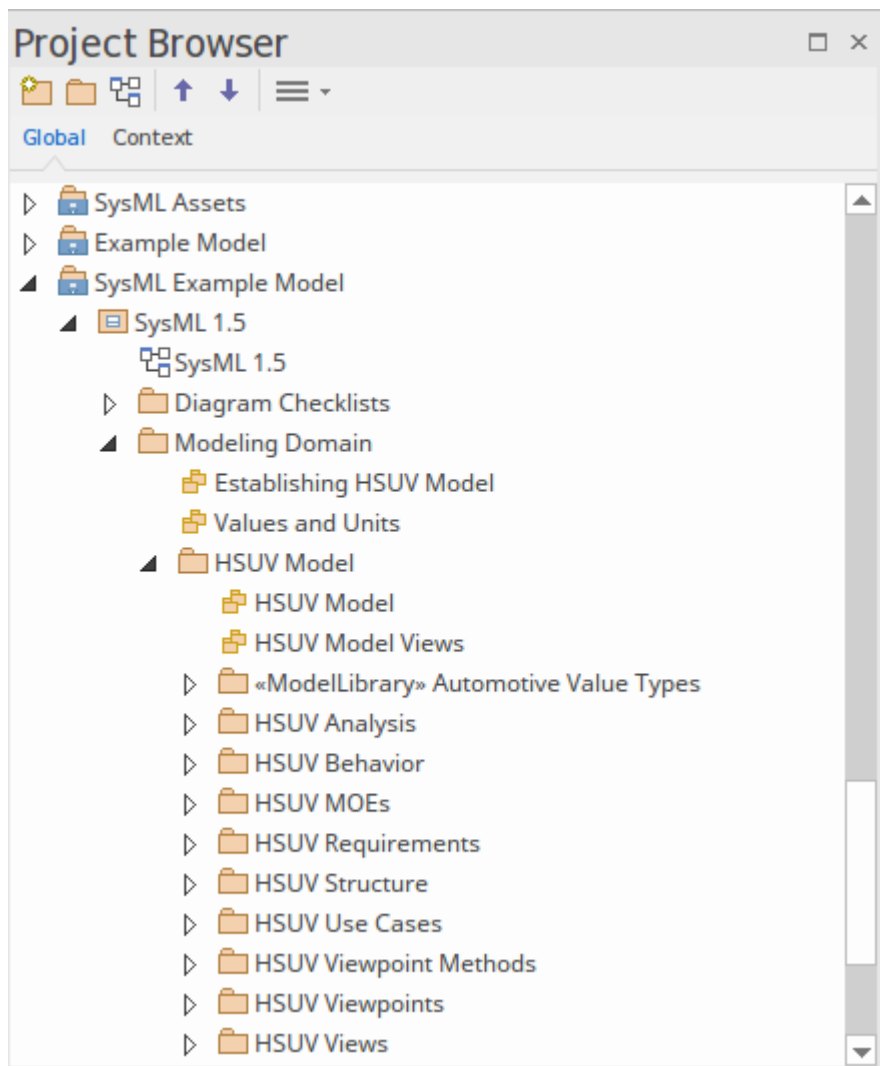 Project Browser
Global Context
SysML Assets
Example Model
SysML Example Model
SysML 1.5
SysML 1.5
Diagram Checklists
Modeling Domain
Establishing HSUV Model
Values and Units
HSUV Model
HSUV Model
HSUV Model Views
«ModelLibrary» Automotive Value Types
HSUV Analysis
HSUV Behavior
HSUV MOEs
HSUV Requirements
HSUV Structure
HSUV Use Cases
HSUV Viewpoint Methods
HSUV Viewpoints
HSUV Views